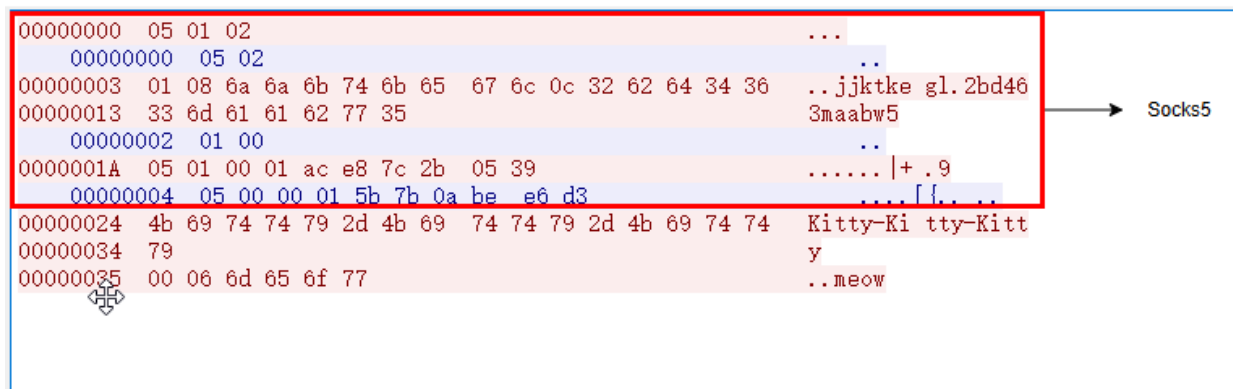 00000000  05 01 02                                           ...
00000000  05 02                                              ..
00000003  01 08 6a 6a 6b 74 6b 65  67 6c 0c 32 62 64 34 36   ..jjktke gl.2bd46
00000013  33 6d 61 61 62 77 35                               3maabw5
00000002  01 00                                              ..
Socks5
0000001A  05 01 00 01 ac e8 7c 2b  05 39                     ......|+ .9
00000004  05 00 00 01 5b 7b 0a be  e6 d3                     ....[{.. ..
00000024  4b 69 74 74 79 2d 4b 69  74 74 79 2d 4b 69 74 74   Kitty-Ki tty-Kitt
00000034  79                                                 y
00000035  00 06 6d 65 6f 77                                  ..meow